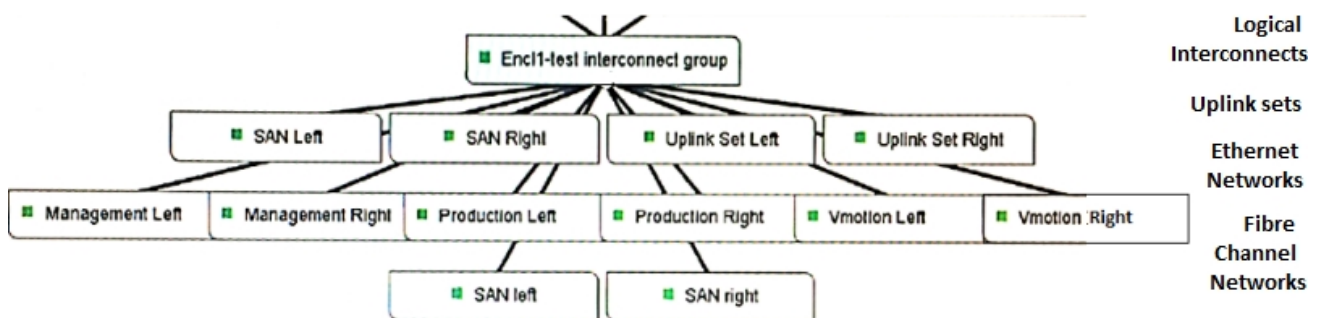 Logical
Interconnects
Encl1-test interconnect group
Uplink sets
SAN Left
SAN Right
Uplink Set Left
Uplink Set Right
Ethernet
Networks
Management Left
Management Right
Production Left
Production Right
Vmotion Left
Vmotion Right
Fibre
Channel
Networks
SAN left
SAN right